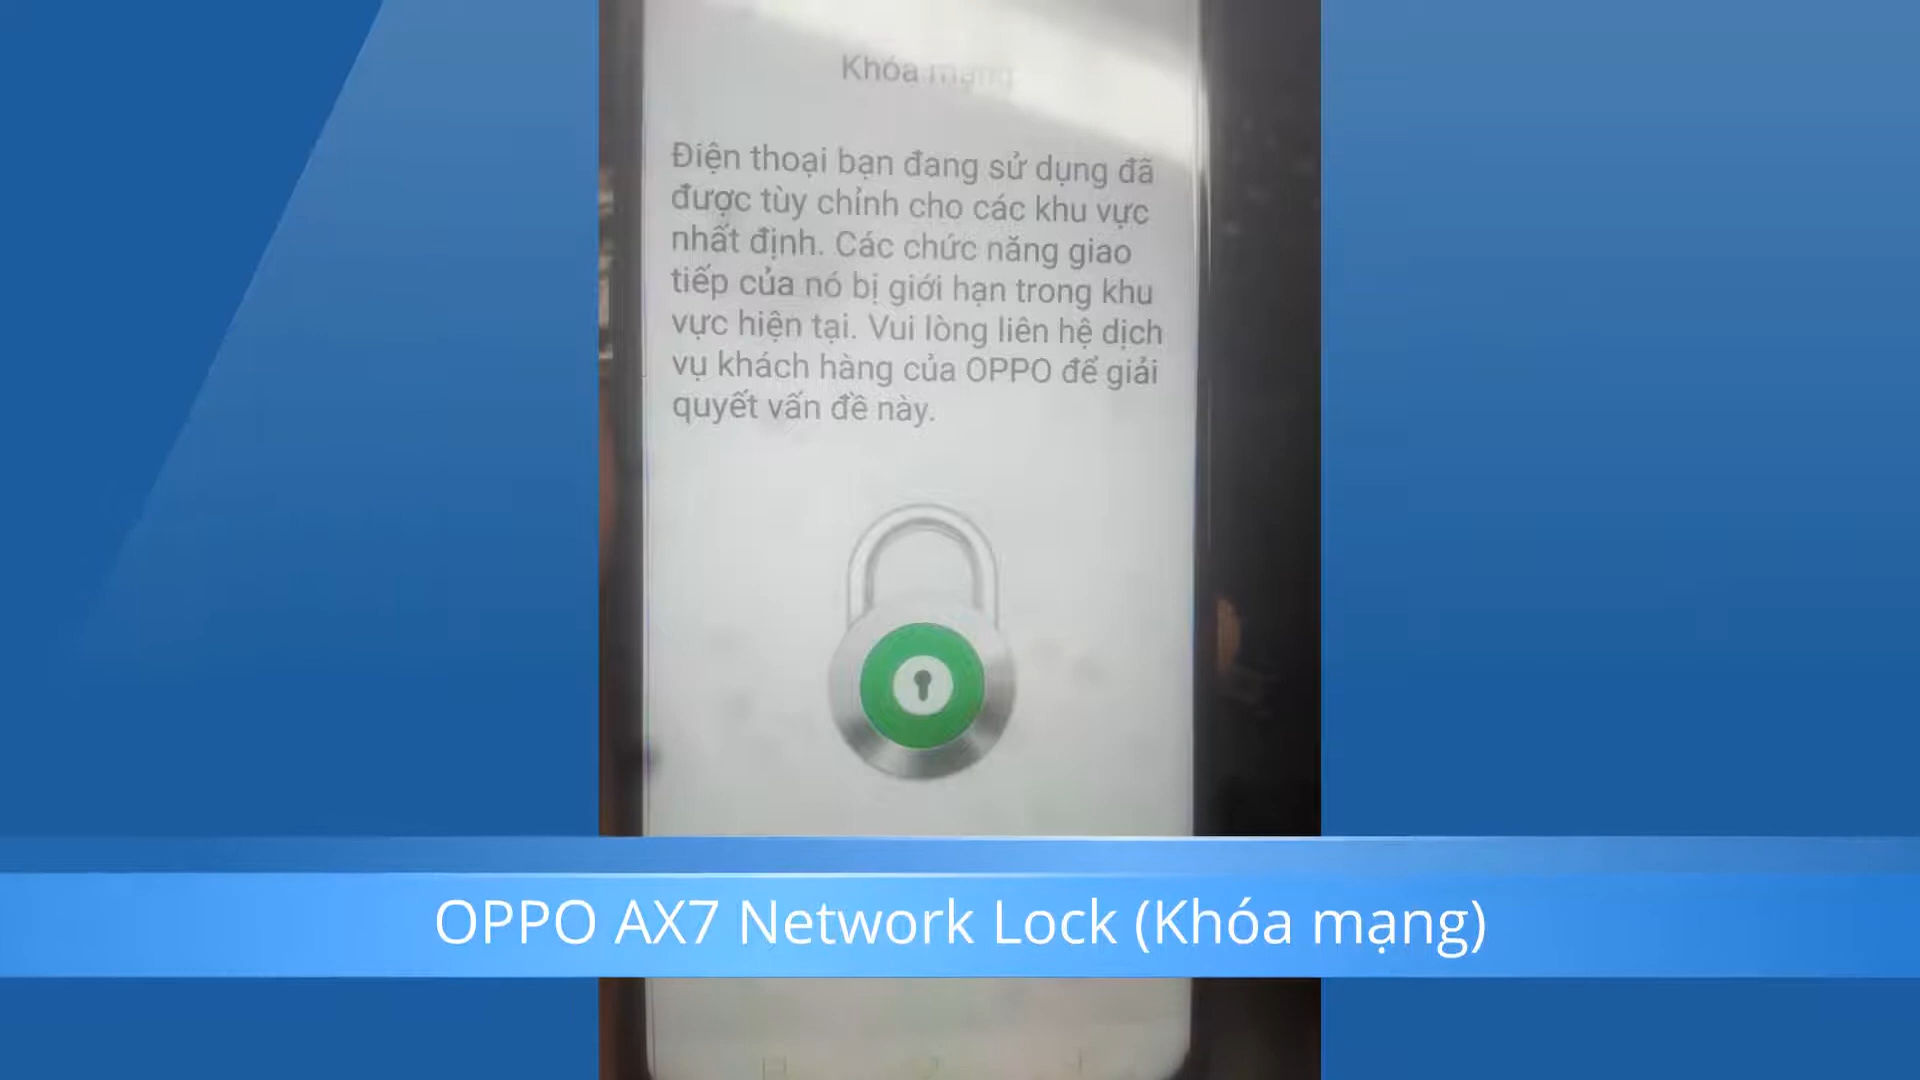 Khóa mạng
Điện thoại bạn đang sử dụng đã
được tùy chỉnh cho các khu vực
nhất định. Các chức năng giao
tiếp của nó bị giới hạn trong khu
vực hiện tại. Vui lòng liên hệ dịch
vụ khách hàng của OPPO để giải
quyết vấn đề này.
OPPO AX7 Network Lock (Khóa mạng)